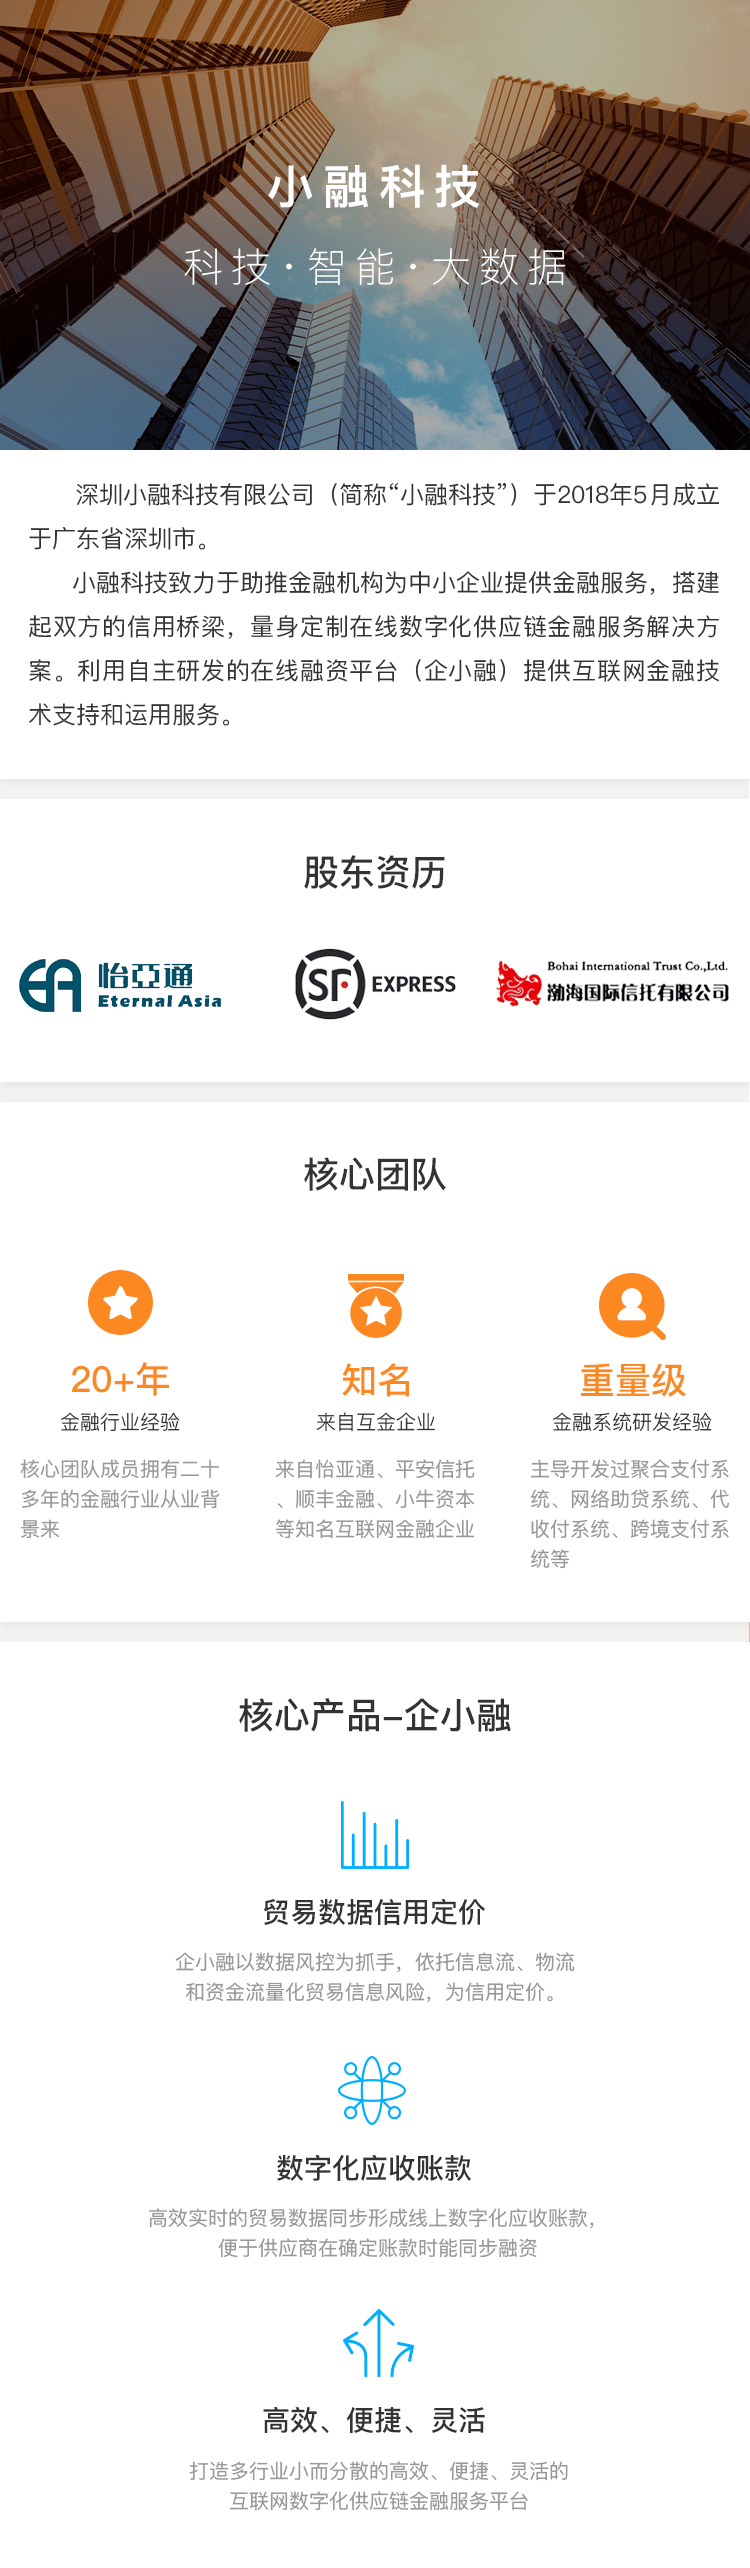 小融科技
科技·智能·大数据
深圳小融科技有限公司（简称“小融科技”）于2018年5月成立
于广东省深圳市。
小融科技致力于助推金融机构为中小企业提供金融服务，搭建
起双方的信用桥梁，量身定制在线数字化供应链金融服务解决方
案。利用自主研发的在线融资平台（企小融）提供互联网金融技
术支持和运用服务。
股东资历
怡亞通
Eternal Asia
SF EXPRESS
Bohai International Trust Co.,Ltd.
渤海国际信托有限公司
核心团队
20+年
金融行业经验
核心团队成员拥有二十
多年的金融行业从业背
景来
知名
来自互金企业
来自怡亚通、平安信托
、顺丰金融、小牛资本
等知名互联网金融企业
重量级
金融系统研发经验
主导开发过聚合支付系
统、网络助贷系统、代
收付系统、跨境支付系
统等
核心产品-企小融
贸易数据信用定价
企小融以数据风控为抓手，依托信息流、物流
和资金流量化贸易信息风险，为信用定价。
数字化应收账款
高效实时的贸易数据同步形成线上数字化应收账款，
便于供应商在确定账款时能同步融资
高效、便捷、灵活
打造多行业小而分散的高效、便捷、灵活的
互联网数字化供应链金融服务平台